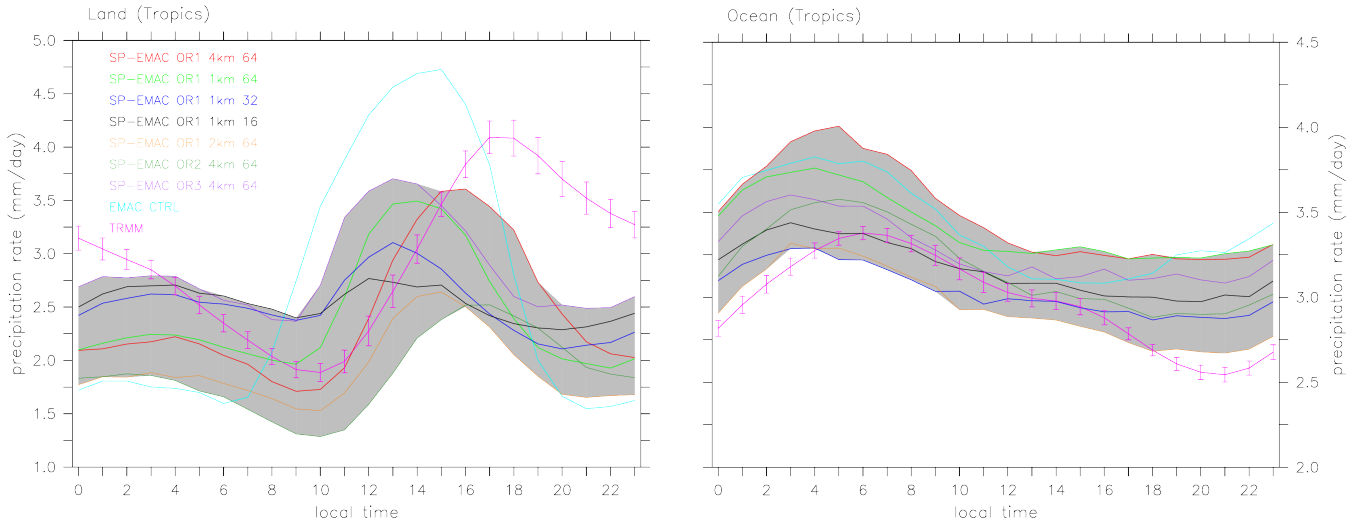 Land (Tropics)
5.0
4.5
4.0
3.5
3.0
2.5
2.0
1.5
1.0
precipitation rate (mm/day)
SP-EMAC OR1 4km 64
SP-EMAC OR1 1km 64
SP-EMAC OR1 1km 32
SP-EMAC OR1 1km 16
SP-EMAC OR1 2km 64
SP-EMAC OR2 4km 64
SP-EMAC OR3 4km 64
EMAC CTRL
TRMM
0 2 4 6 8 10 12 14 16 18 20 22
local time
Ocean (Tropics)
4.5
4.0
3.5
3.0
2.5
2.0
precipitation rate (mm/day)
0 2 4 6 8 10 12 14 16 18 20 22
local time